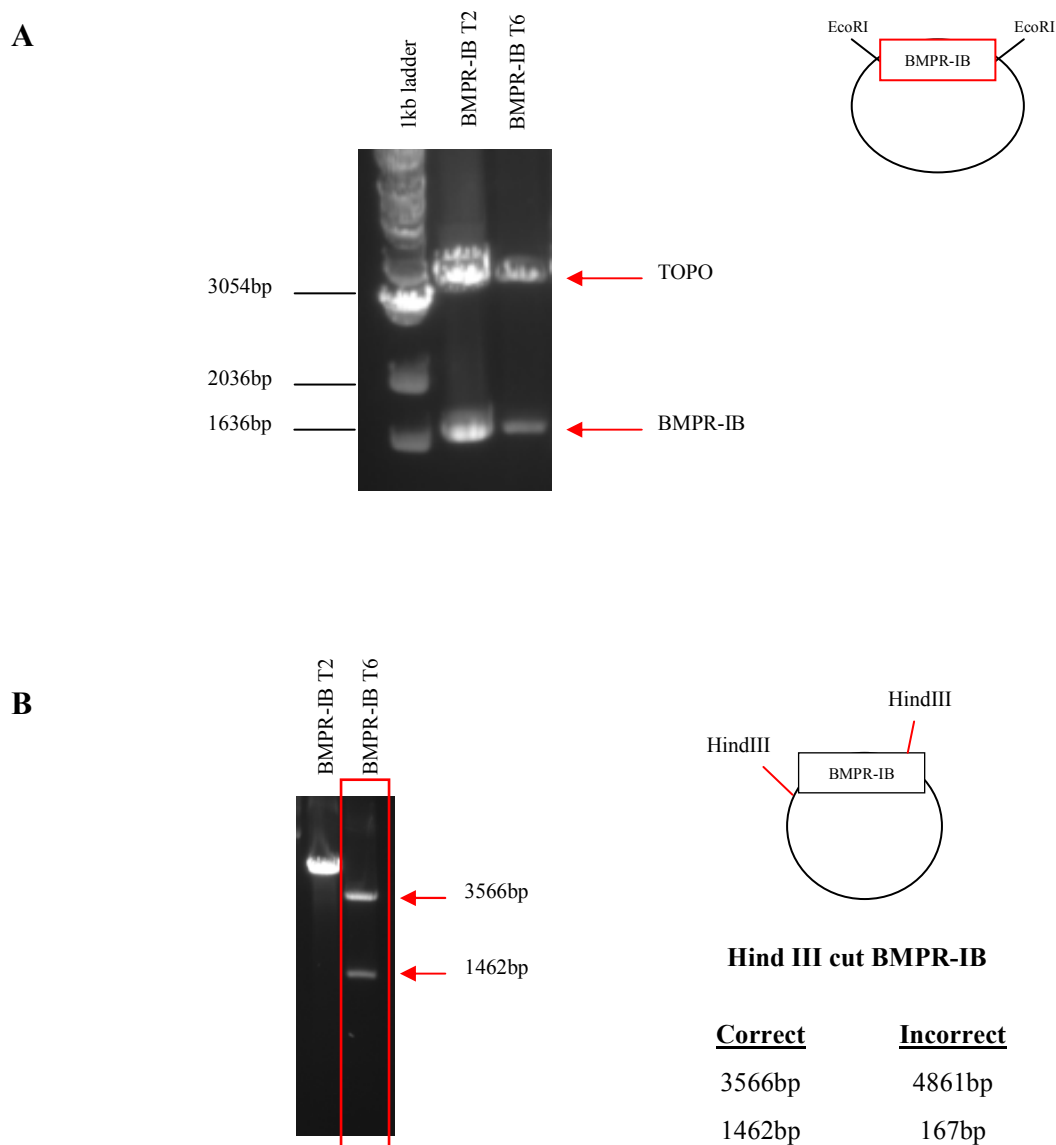 A
1kb ladder
BMPR-IB T2
BMPR-IB T6
EcoRI
EcoRI
BMPR-IB
3054bp
2036bp
1636bp
TOPO
BMPR-IB
B
BMPR-IB T2
BMPR-IB T6
3566bp
1462bp
HindIII
HindIII
BMPR-IB
Hind III cut BMPR-IB
Correct Incorrect
3566bp 4861bp
1462bp 167bp